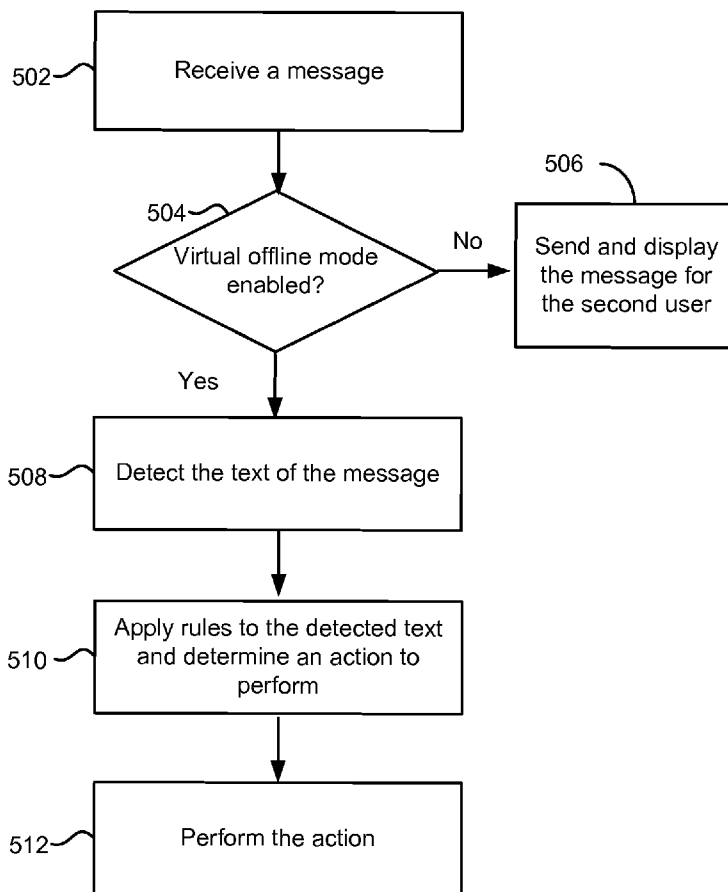 502
Receive a message
504
Virtual offline mode
enabled?
No
506
Send and display
the message for
the second user
Yes
508
Detect the text of the message
510
Apply rules to the detected text
and determine an action to
perform
512
Perform the action